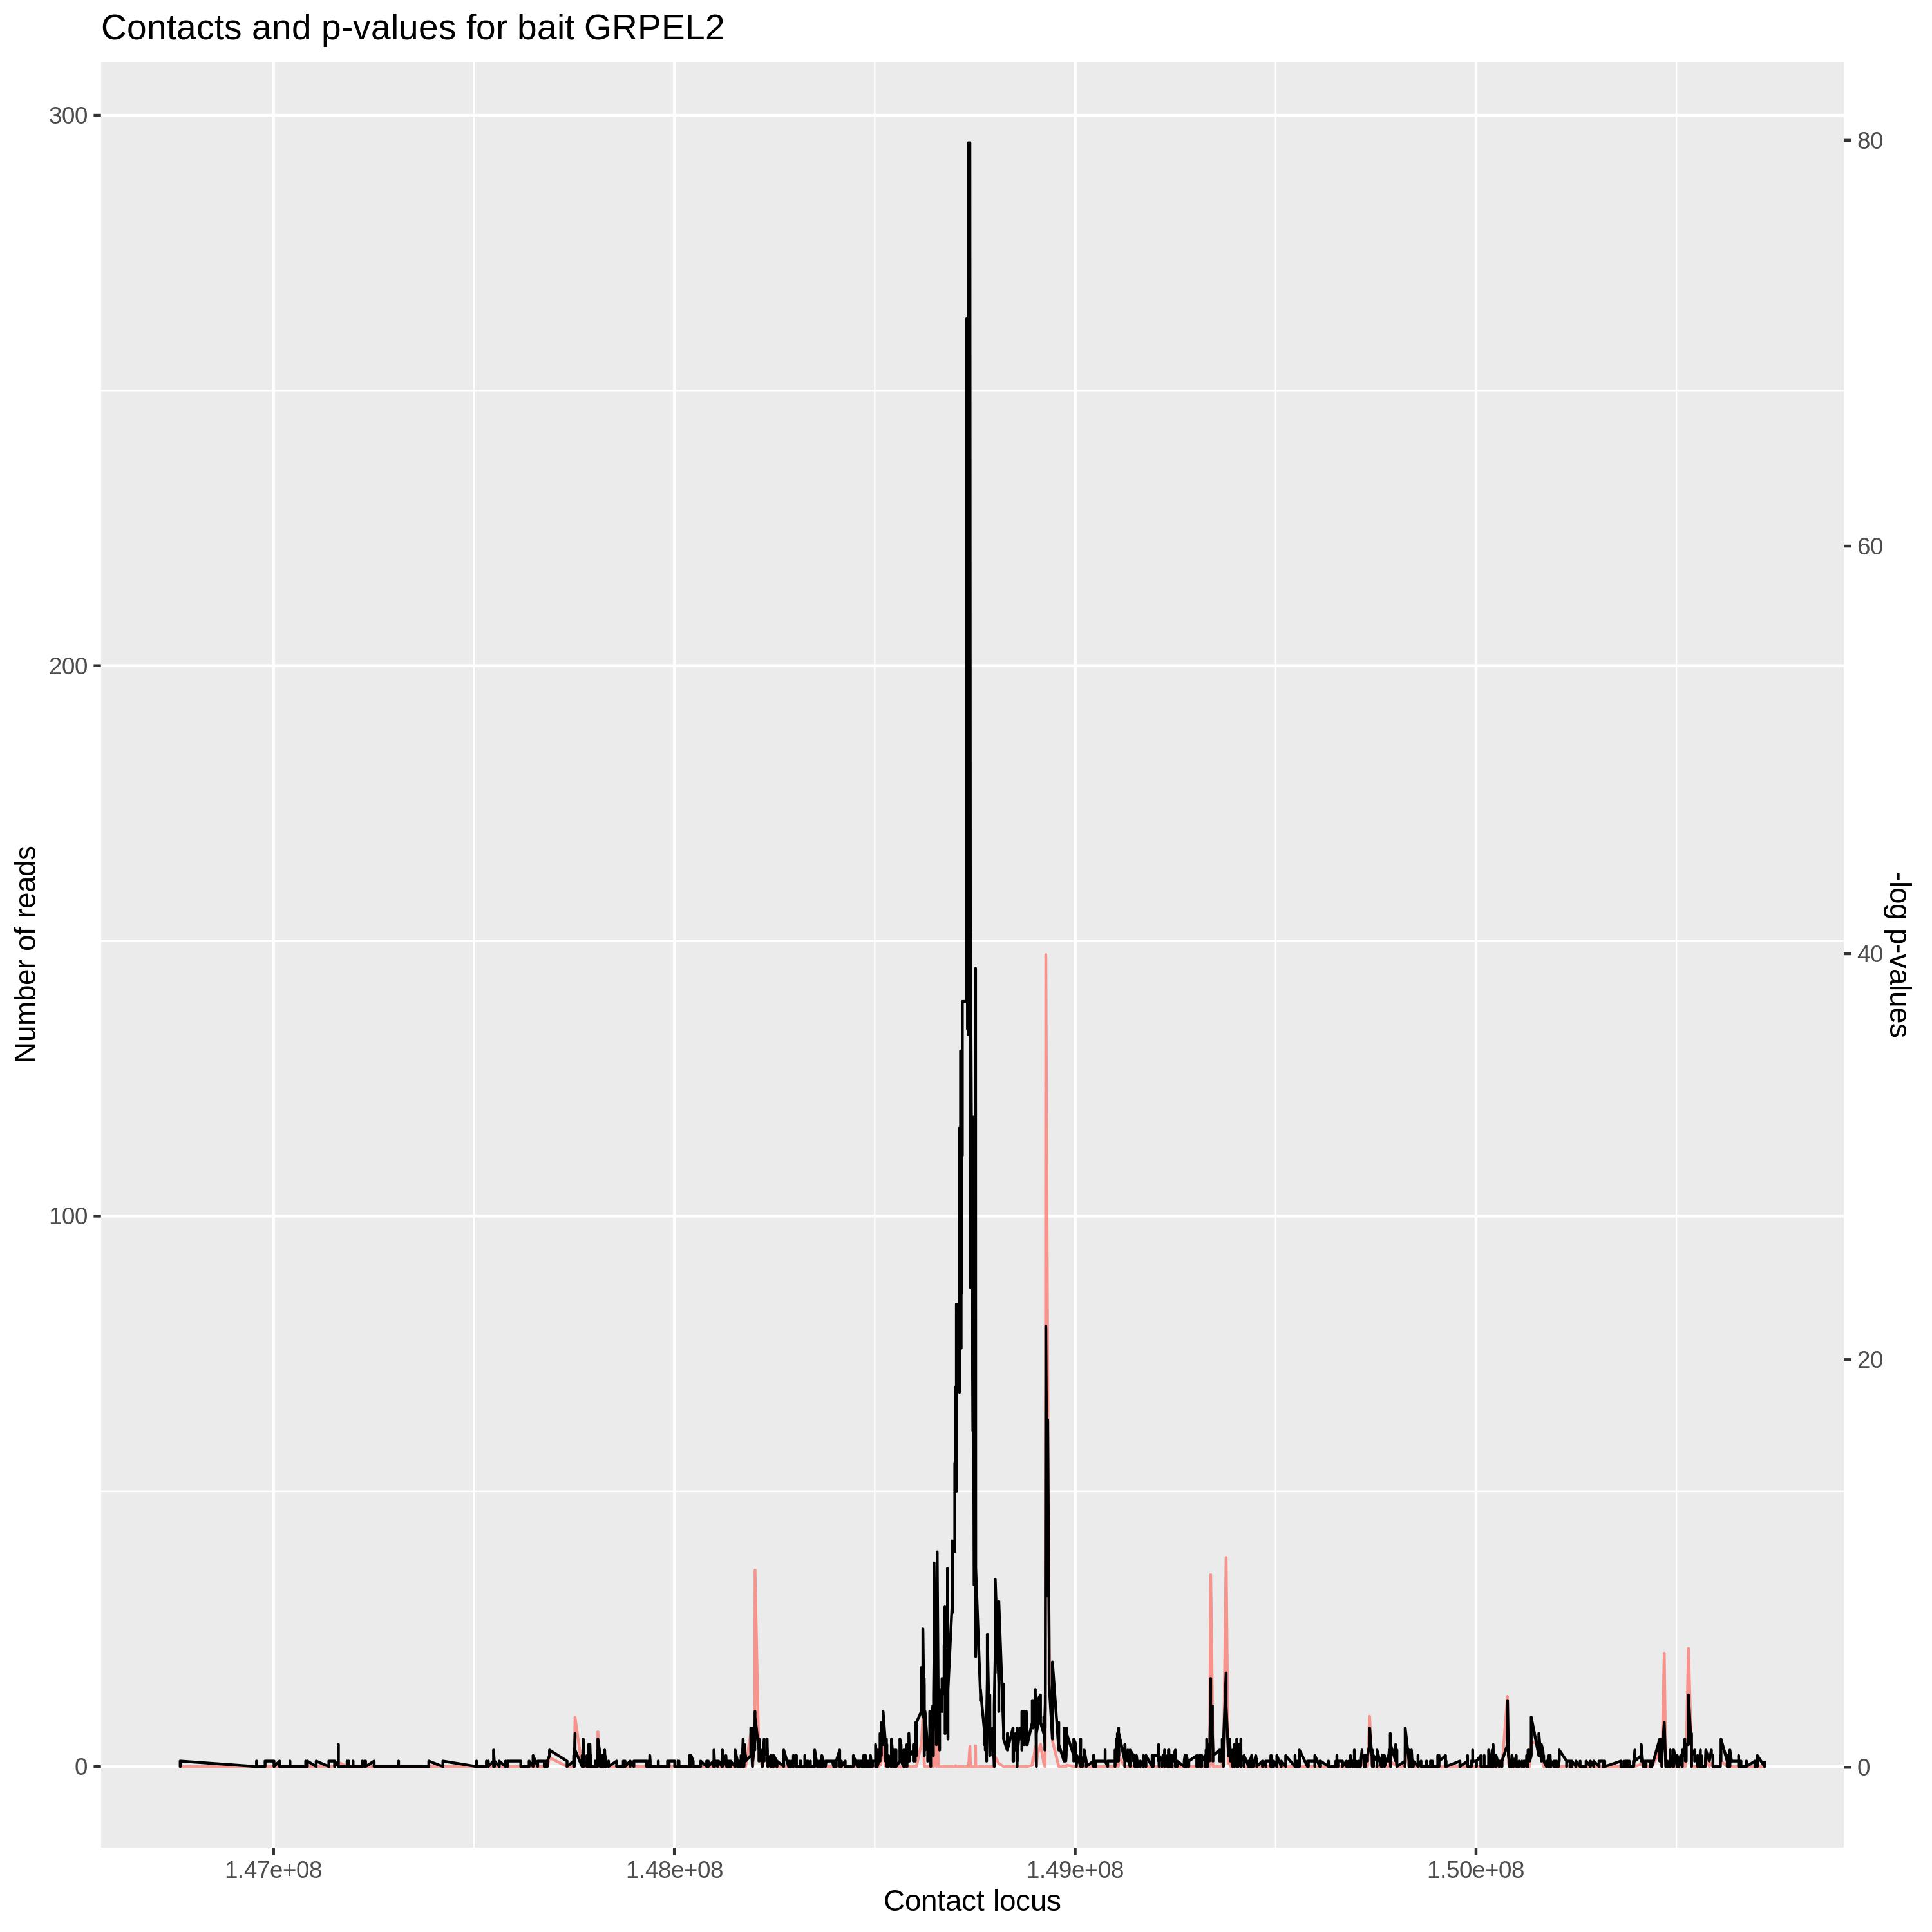 Contacts and p-values for bait GRPEL2
300
200
100
0
Number of reads
80
60
40
20
0
-log p-values
1.47e+08
1.48e+08
1.49e+08
1.50e+08
Contact locus